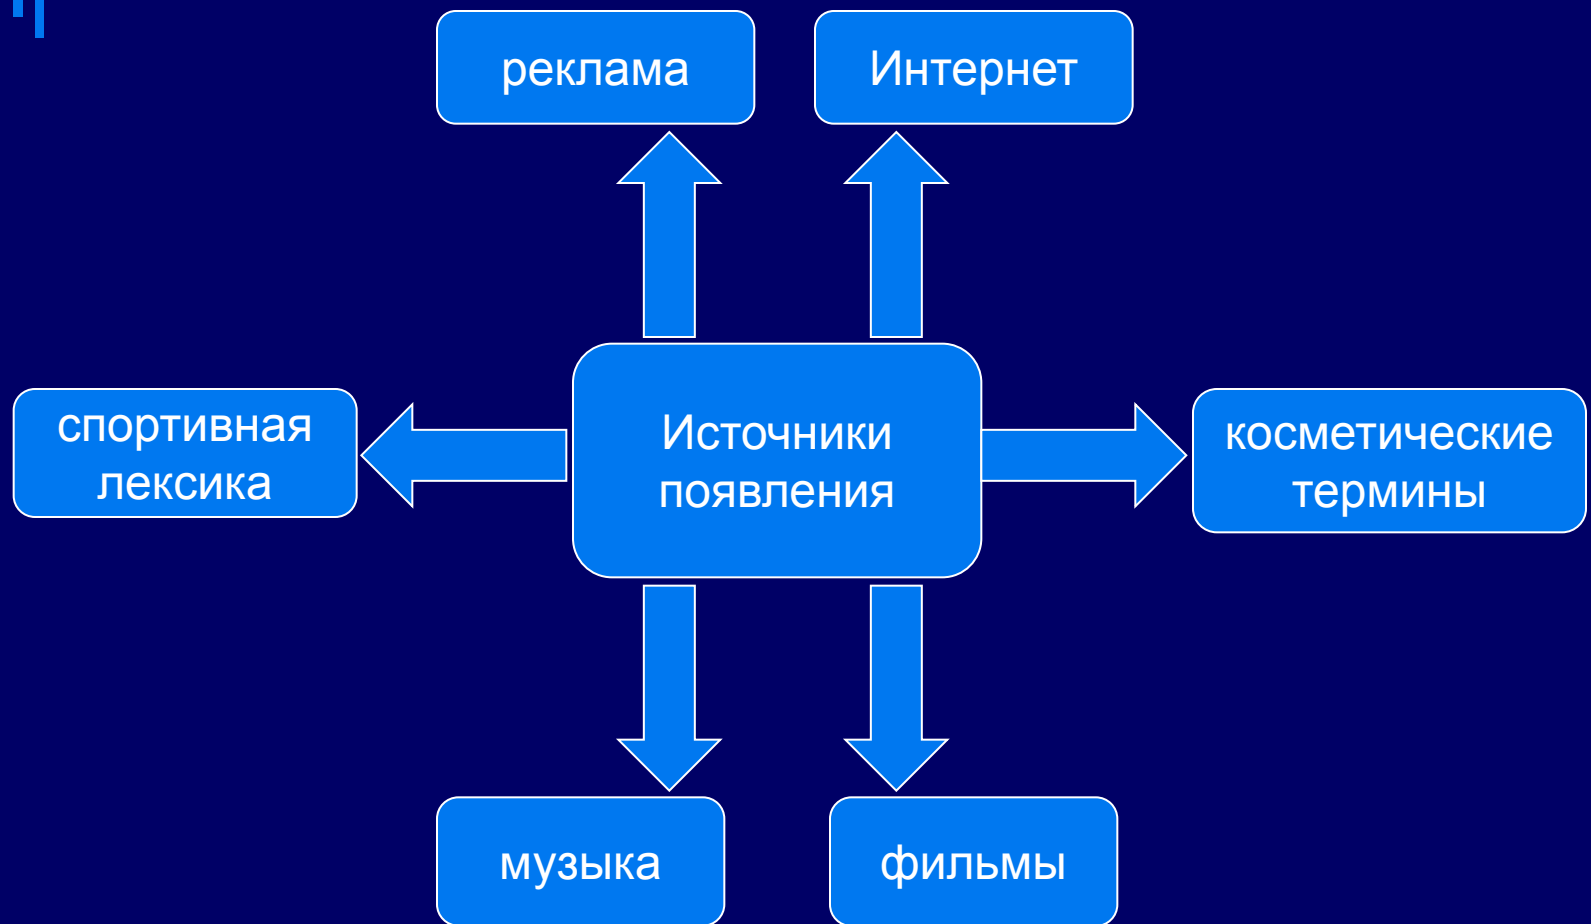 реклама
Интернет
спортивная
лексика
Источники
появления
косметические
термины
музыка
фильмы